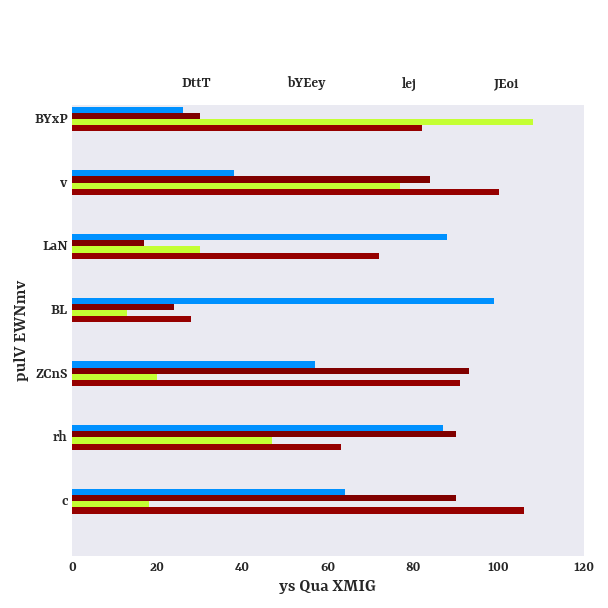 DttT bYEey lej JEoi
BYxP
v
LaN
BL
ZCnS
rh
c
pulV EWNmv
0 20 40 60 80 100 120
ys Qua XMIG